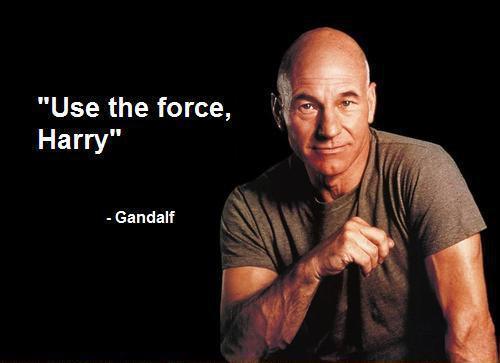 "Use the force,
Harry"
- Gandalf